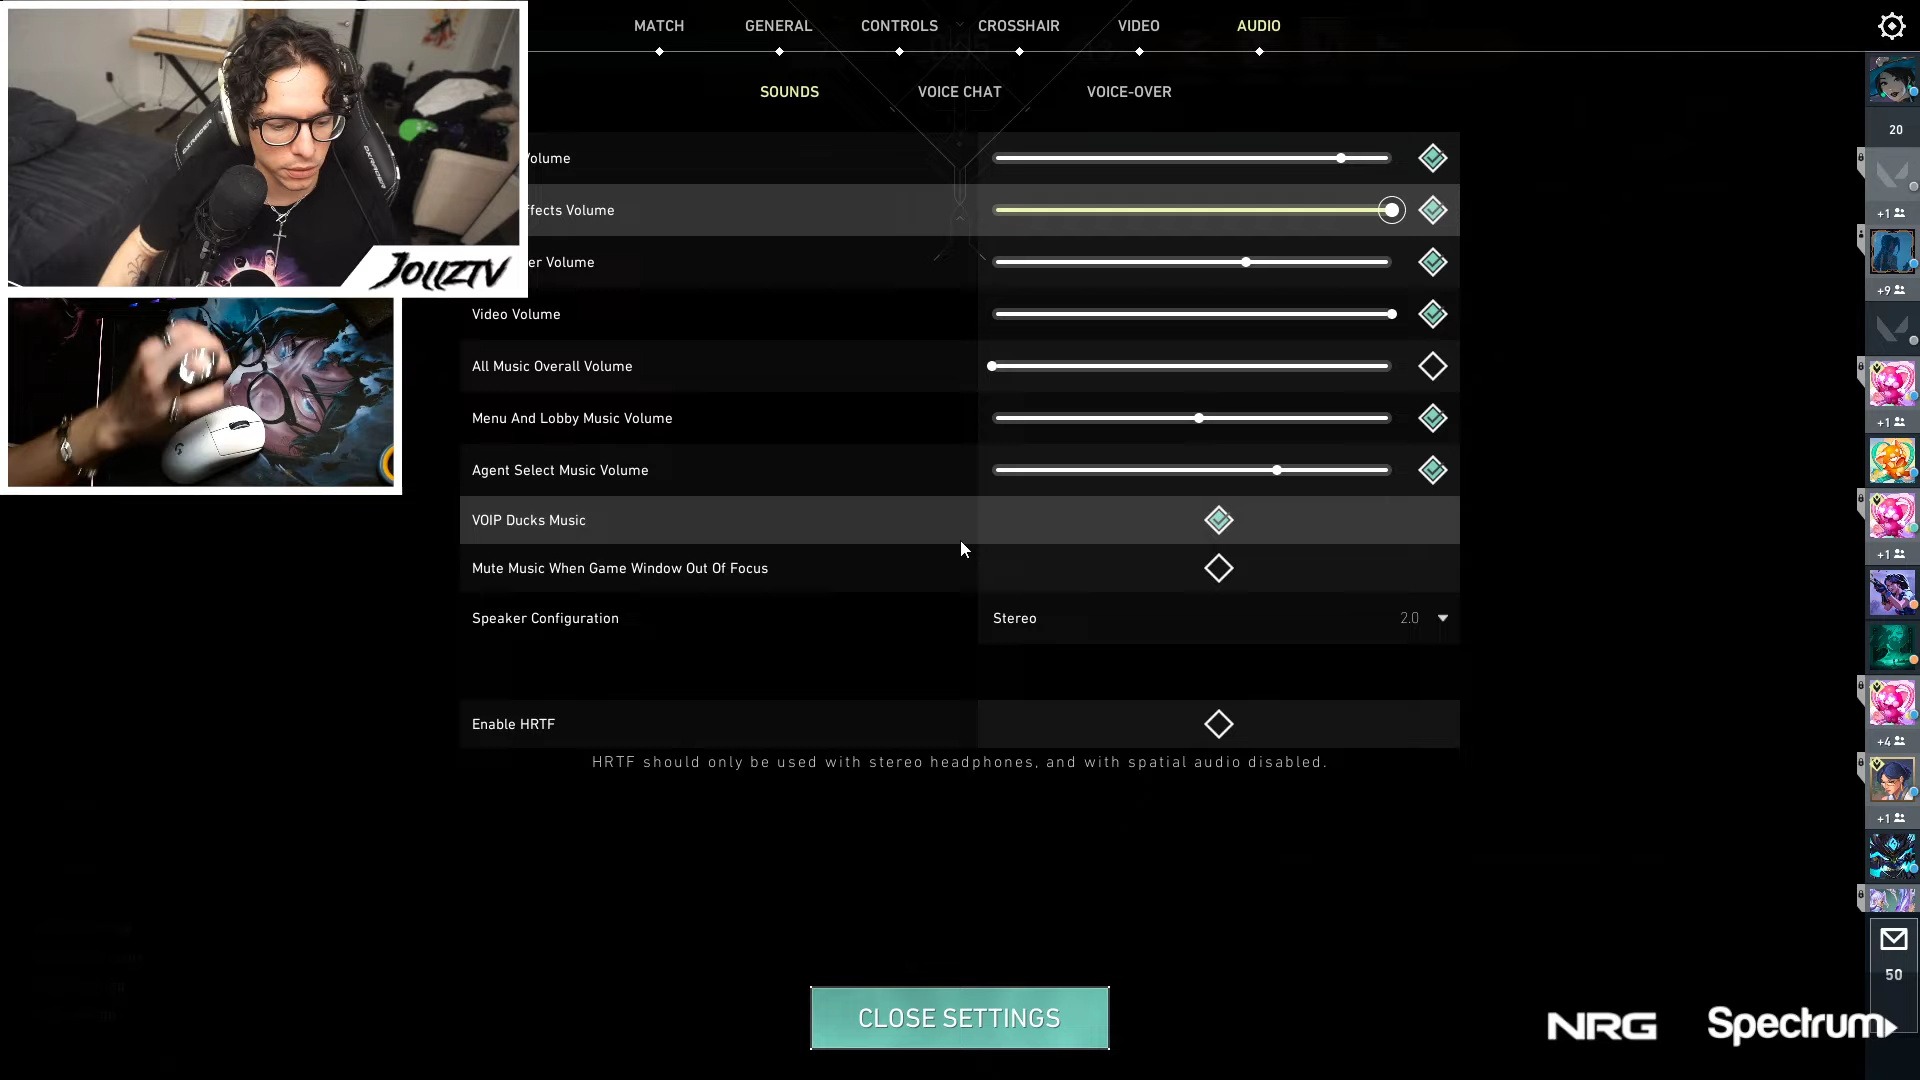 MATCH GENERAL CONTROLS CROSSHAIR VIDEO AUDIO
SOUNDS VOICE CHAT VOICE-OVER
DXRACER DXRACER
JOllZTV
Volume
ffects Volume
er Volume
Video Volume
All Music Overall Volume
Menu And Lobby Music Volume
Agent Select Music Volume
VOIP Ducks Music
Mute Music When Game Window Out Of Focus
Speaker Configuration Stereo 2.0
Enable HRTF
HRTF should only be used with stereo headphones, and with spatial audio disabled.
CLOSE SETTINGS
20
+1
+9
+1
+1
+4
+1
50
NRG Spectrum